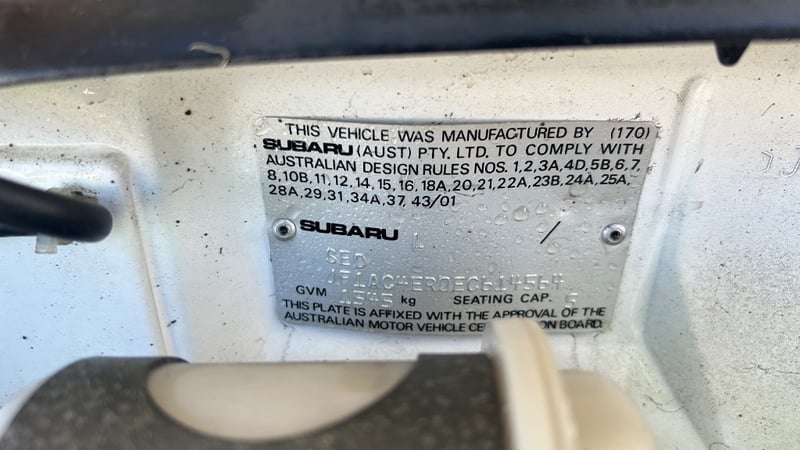 THIS VEHICLE WAS MANUFACTURED BY (170)
SUBARU (AUST) PTY. LTD. TO COMPLY WITH
AUSTRALIAN DESIGN RULES NOS. 1,2,3A,4D,5B,6,7,
8,10B,11,12,14,15,16,18A,20,21,22A,23B,24A,25A,
28A,29,31,34A,37, 43/01
SUBARU L /
SED
JF1AC4ERDEC614564
GVM 1545 kg SEATING CAP.
THIS PLATE IS AFFIXED WITH THE APPROVAL OF THE
AUSTRALIAN MOTOR VEHICLE BOARD.